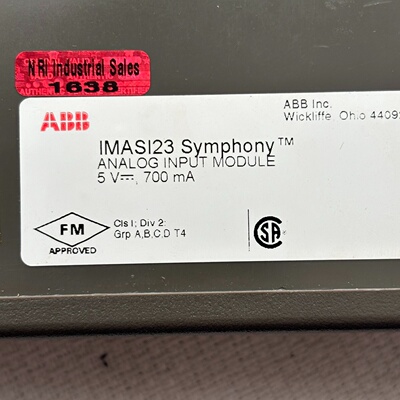 NRI Industrial Sales
1638
ABB
ABB Inc.
Wickliffe, Ohio 4409
IMASI23 Symphony™
ANALOG INPUT MODULE
5 V⎓, 700 mA
FM
APPROVED
Cls I; Div 2;
Grp A,B,C,D T4
SA